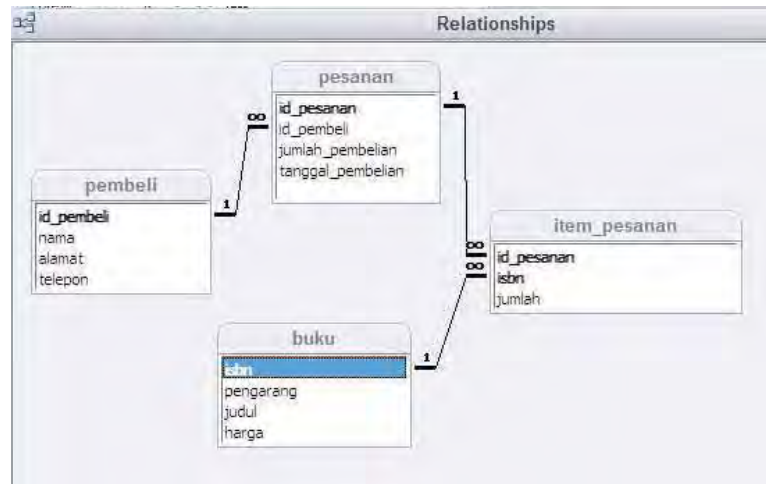 Relationships
pesanan
id_pesanan
id_pembeli
jumlah_pembelian
tanggal_pembelian
1
∞
pembeli
id_pembeli
nama
alamat
telepon
1
item_pesanan
id_pesanan
isbn
jumlah
∞
∞
buku
isbn
pengarang
judul
harga
1